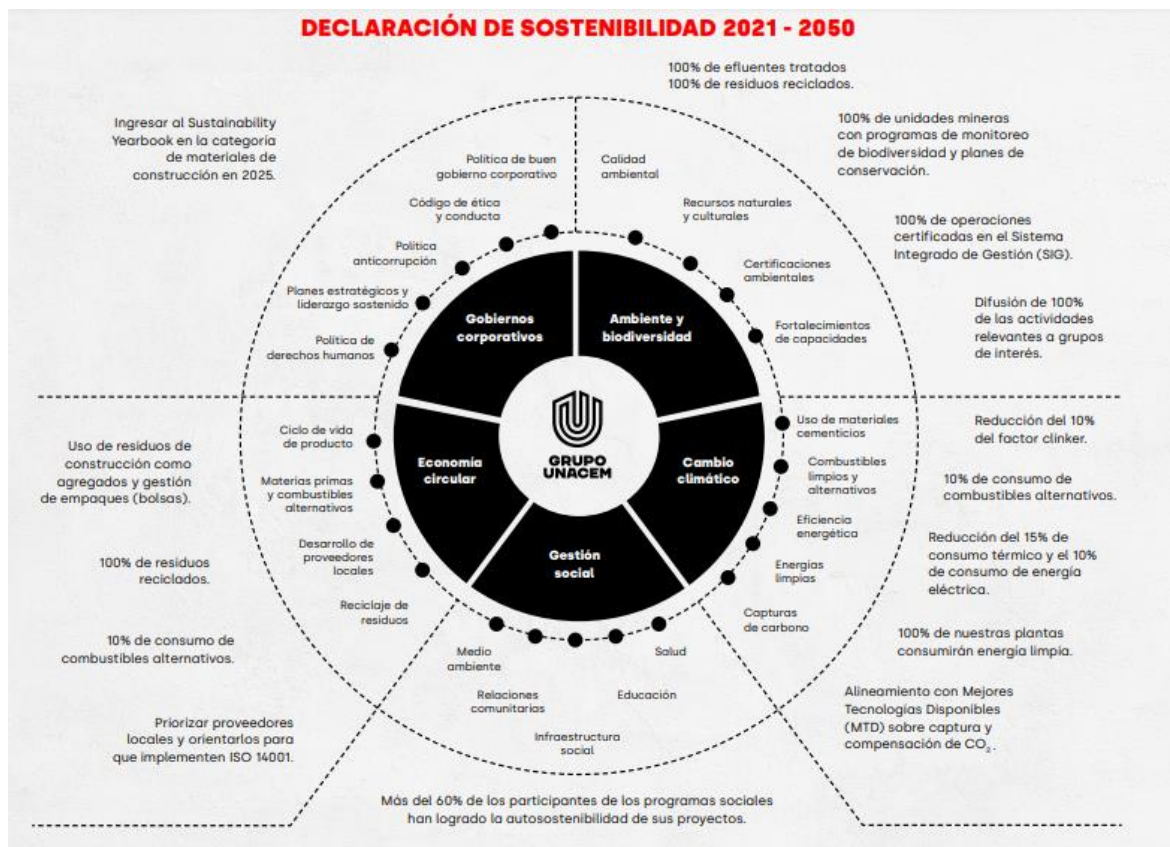 DECLARACIÓN DE SOSTENIBILIDAD 2021 - 2050
100% de efluentes tratados
100% de residuos reciclados.
Ingresar al Sustainability
Yearbook en la categoría
de materiales de
construcción en 2025.
100% de unidades mineras
con programas de monitoreo
de biodiversidad y planes de
conservación.
100% de operaciones
certificadas en el Sistema
Integrado de Gestión (SIG).
Difusión de 100%
de las actividades
relevantes a grupos
de interés.
Política de buen
gobierno corporativo
Código de ética
y conducta
Política
anticorrupción
Planes estratégicos y
liderazgo sostenido
Política de
derechos humanos
Calidad
ambiental
Recursos naturales
y culturales
Certificaciones
ambientales
Fortalecimientos
de capacidades
Gobiernos
corporativos
Ambiente y
biodiversidad
Economía
circular
GRUPO
UNACEM
Cambio
climático
Gestión
social
Ciclo de vida
de producto
Materias primas
y combustibles
alternativos
Desarrollo de
proveedores
locales
Reciclaje de
residuos
Uso de materiales
cementicios
Combustibles
limpios y
alternativos
Eficiencia
energética
Energías
limpias
Capturas
de carbono
Uso de residuos de
construcción como
agregados y gestión
de empaques (bolsas).
100% de residuos
reciclados.
10% de consumo de
combustibles alternativos.
Priorizar proveedores
locales y orientarlos para
que implementen ISO 14001.
Reducción del 10%
del factor clinker.
10% de consumo de
combustibles alternativos.
Reducción del 15% de
consumo térmico y el 10%
de consumo de energía
eléctrica.
100% de nuestras plantas
consumirán energía limpia.
Alineamiento con Mejores
Tecnologías Disponibles
(MTD) sobre captura y
compensación de CO₂.
Medio
ambiente
Relaciones
comunitarias
Infraestructura
social
Educación
Salud
Más del 60% de los participantes de los programas sociales
han logrado la autosostenibilidad de sus proyectos.